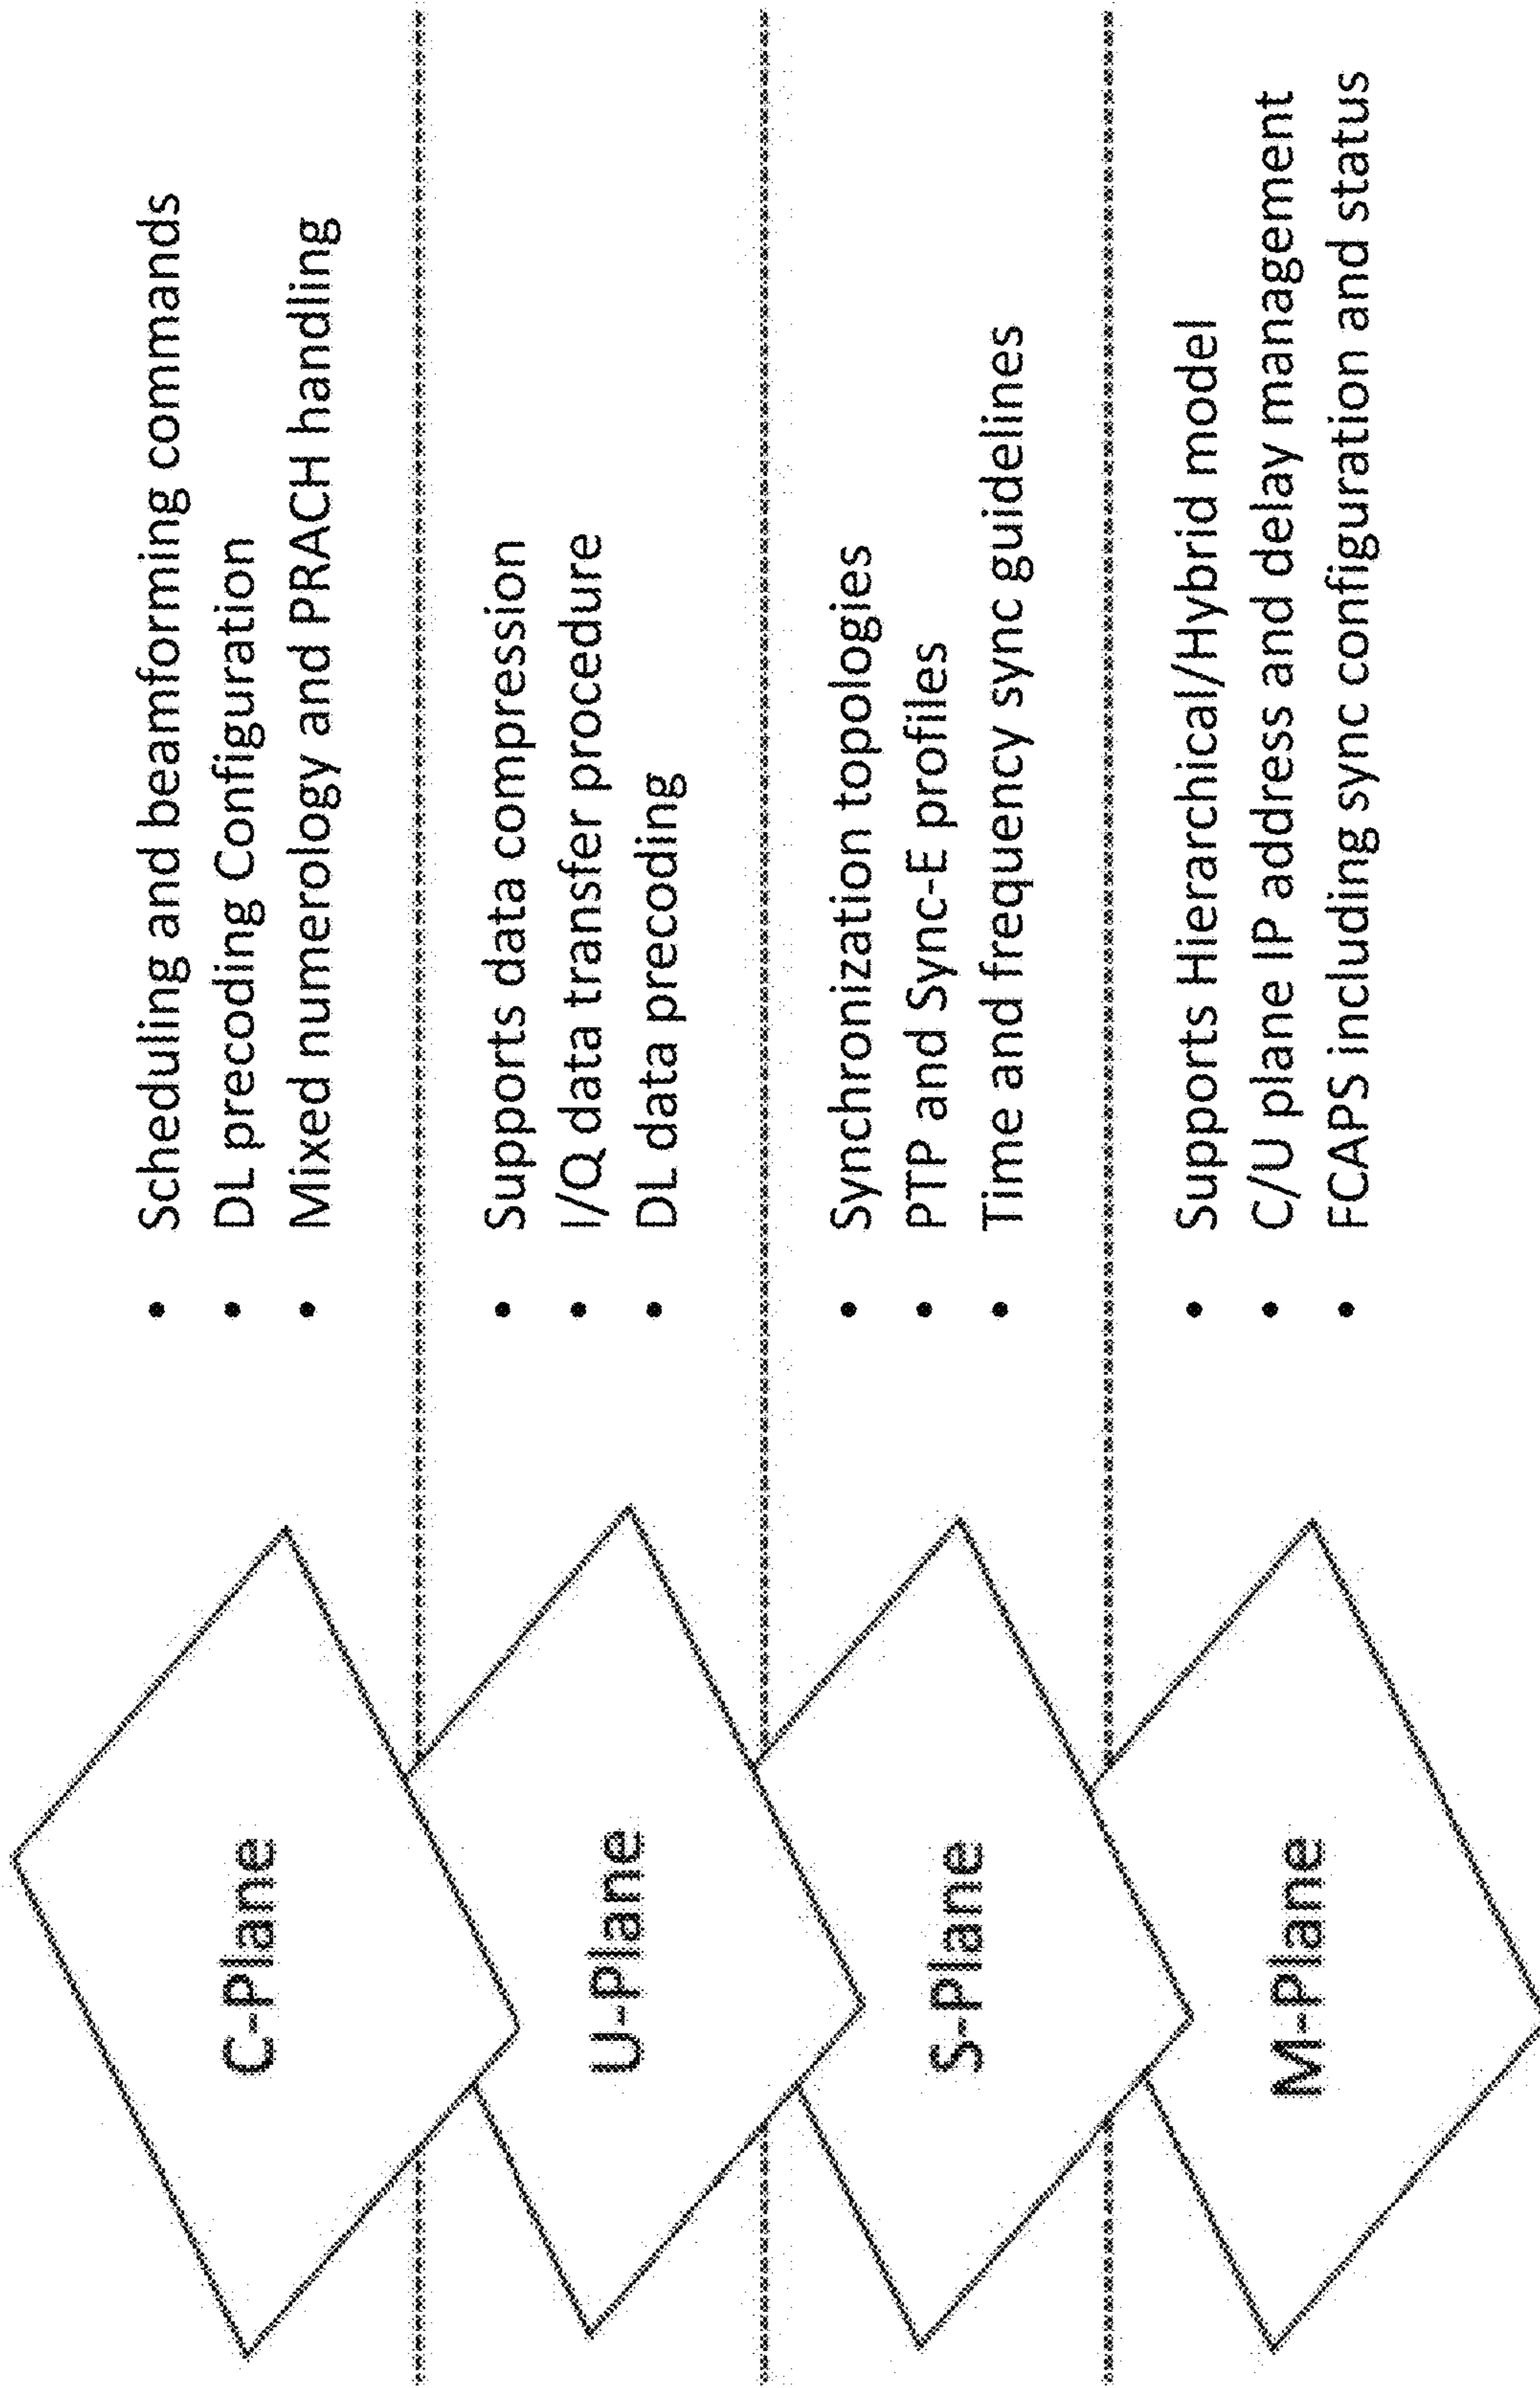 C-Plane
• Scheduling and beamforming commands
• DL precoding Configuration
• Mixed numerology and PRACH handling
U-Plane
• Supports data compression
• I/Q data transfer procedure
• DL data precoding
S-Plane
• Synchronization topologies
• PTP and Sync-E profiles
• Time and frequency sync guidelines
M-Plane
• Supports Hierarchical/Hybrid model
• C/U plane IP address and delay management
• FCAPS including sync configuration and status